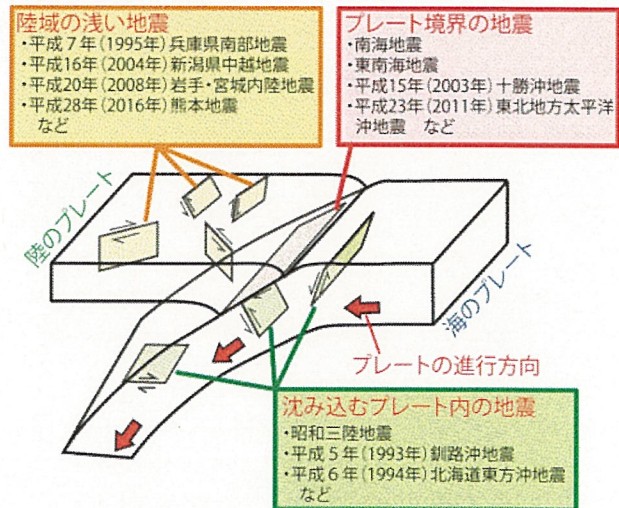 陸域の浅い地震
・平成7年(1995年)兵庫県南部地震
・平成16年(2004年)新潟県中越地震
・平成20年(2008年)岩手・宮城内陸地震
・平成28年(2016年)熊本地震
など
プレート境界の地震
・南海地震
・東南海地震
・平成15年(2003年)十勝沖地震
・平成23年(2011年)東北地方太平洋
沖地震 など
陸のプレート
海のプレート
プレートの進行方向
沈み込むプレート内の地震
・昭和三陸地震
・平成5年(1993年)釧路沖地震
・平成6年(1994年)北海道東方沖地震
など